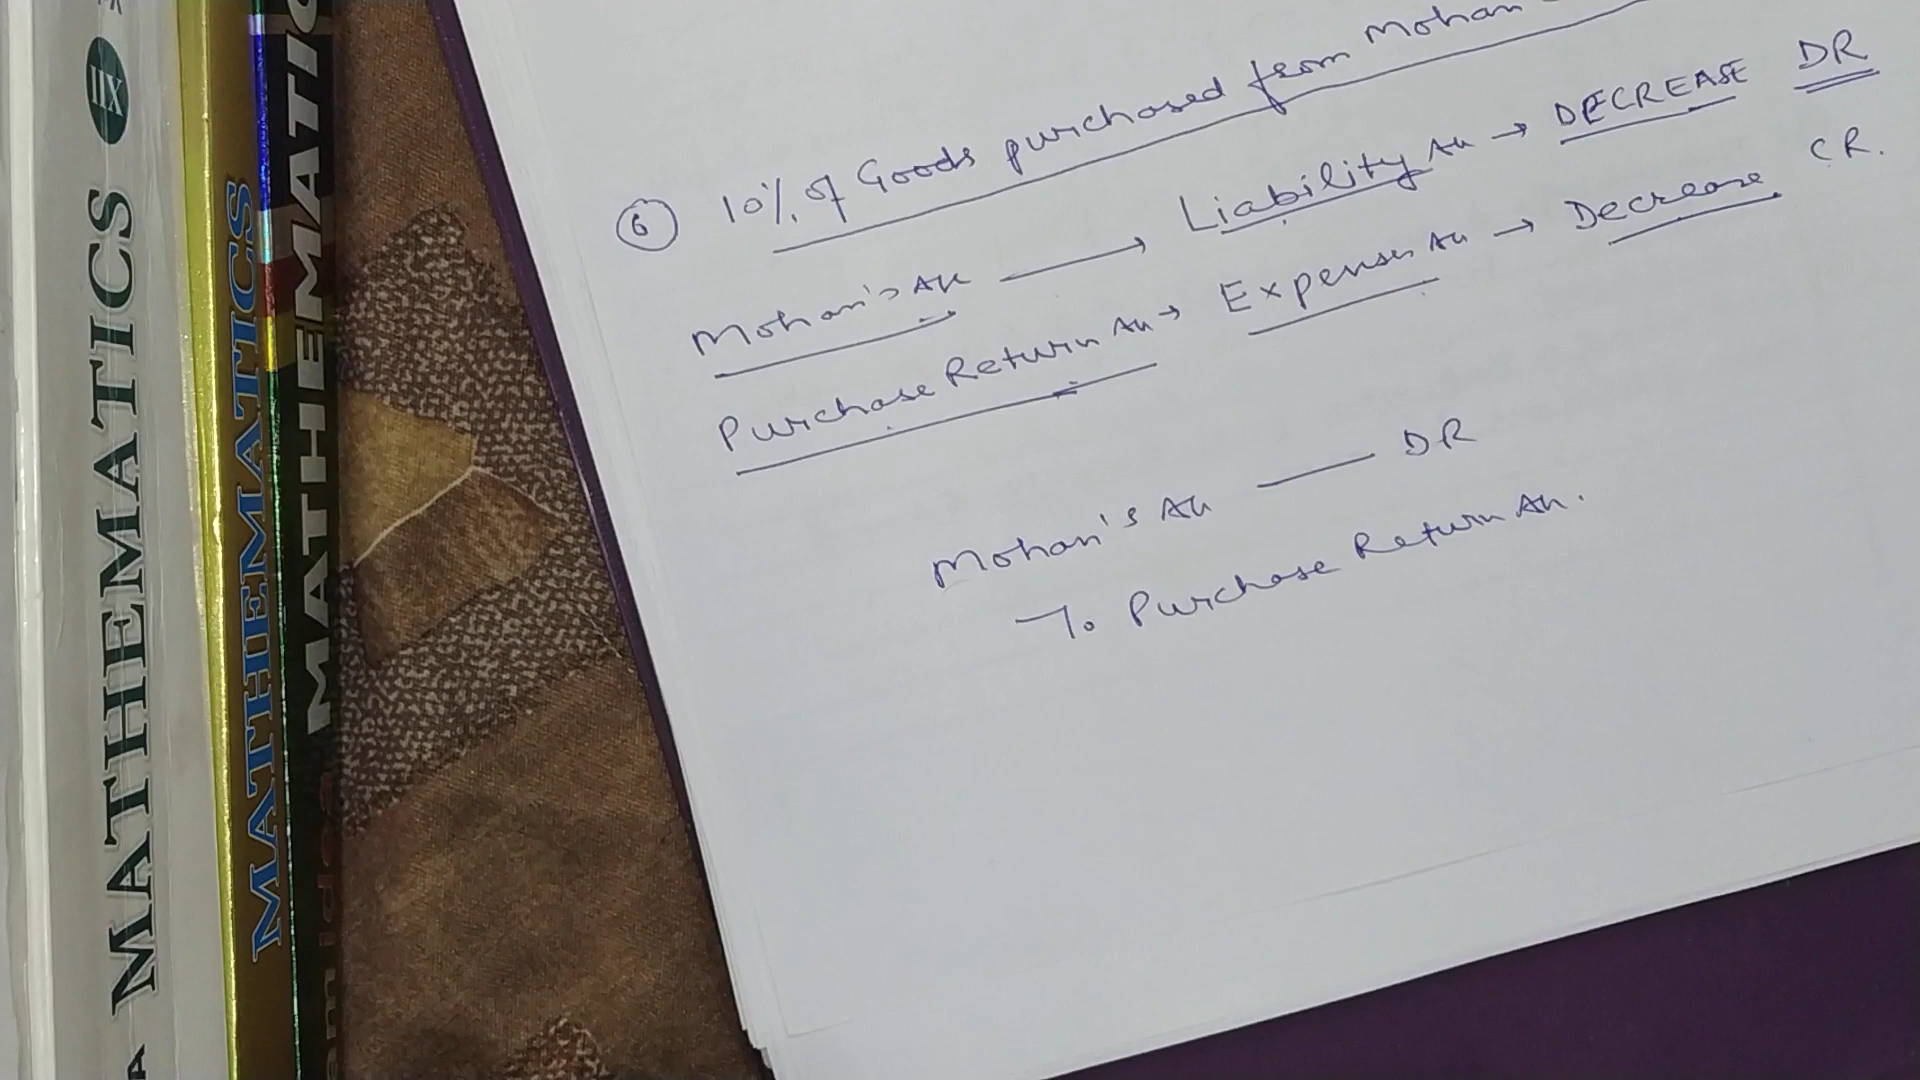 6 10% of Goods purchased from Mohan
Mohan's A/c → Liability A/c → DECREASE DR
Purchase Return A/c → Expenses A/c → Decrease CR.
Mohan's A/c — DR
To Purchase Return A/c.
MATHEMATICS XII
MATHEMATICS
MATHEMATIC